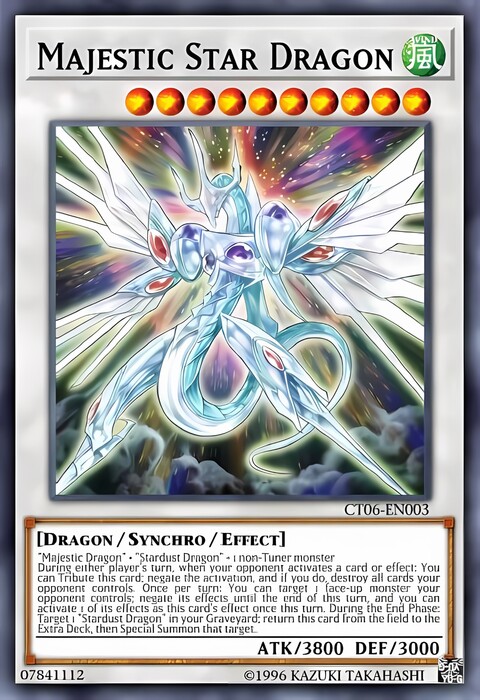 MAJESTIC STAR DRAGON
風
CT06-EN003
[DRAGON / SYNCHRO / EFFECT]
"Majestic Dragon" + "Stardust Dragon" + 1 non-Tuner monster
During either player's turn, when your opponent activates a card or effect: You
can Tribute this card; negate the activation, and if you do, destroy all cards your
opponent controls. Once per turn: You can target 1 face-up monster your
opponent controls; negate its effects until the end of this turn, and you can
activate 1 of its effects as this card's effect once this turn. During the End Phase:
Target 1 "Stardust Dragon" in your Graveyard; return this card from the field to the
Extra Deck, then Special Summon that target.
ATK/3800 DEF/3000
07841112
©1996 KAZUKI TAKAHASHI